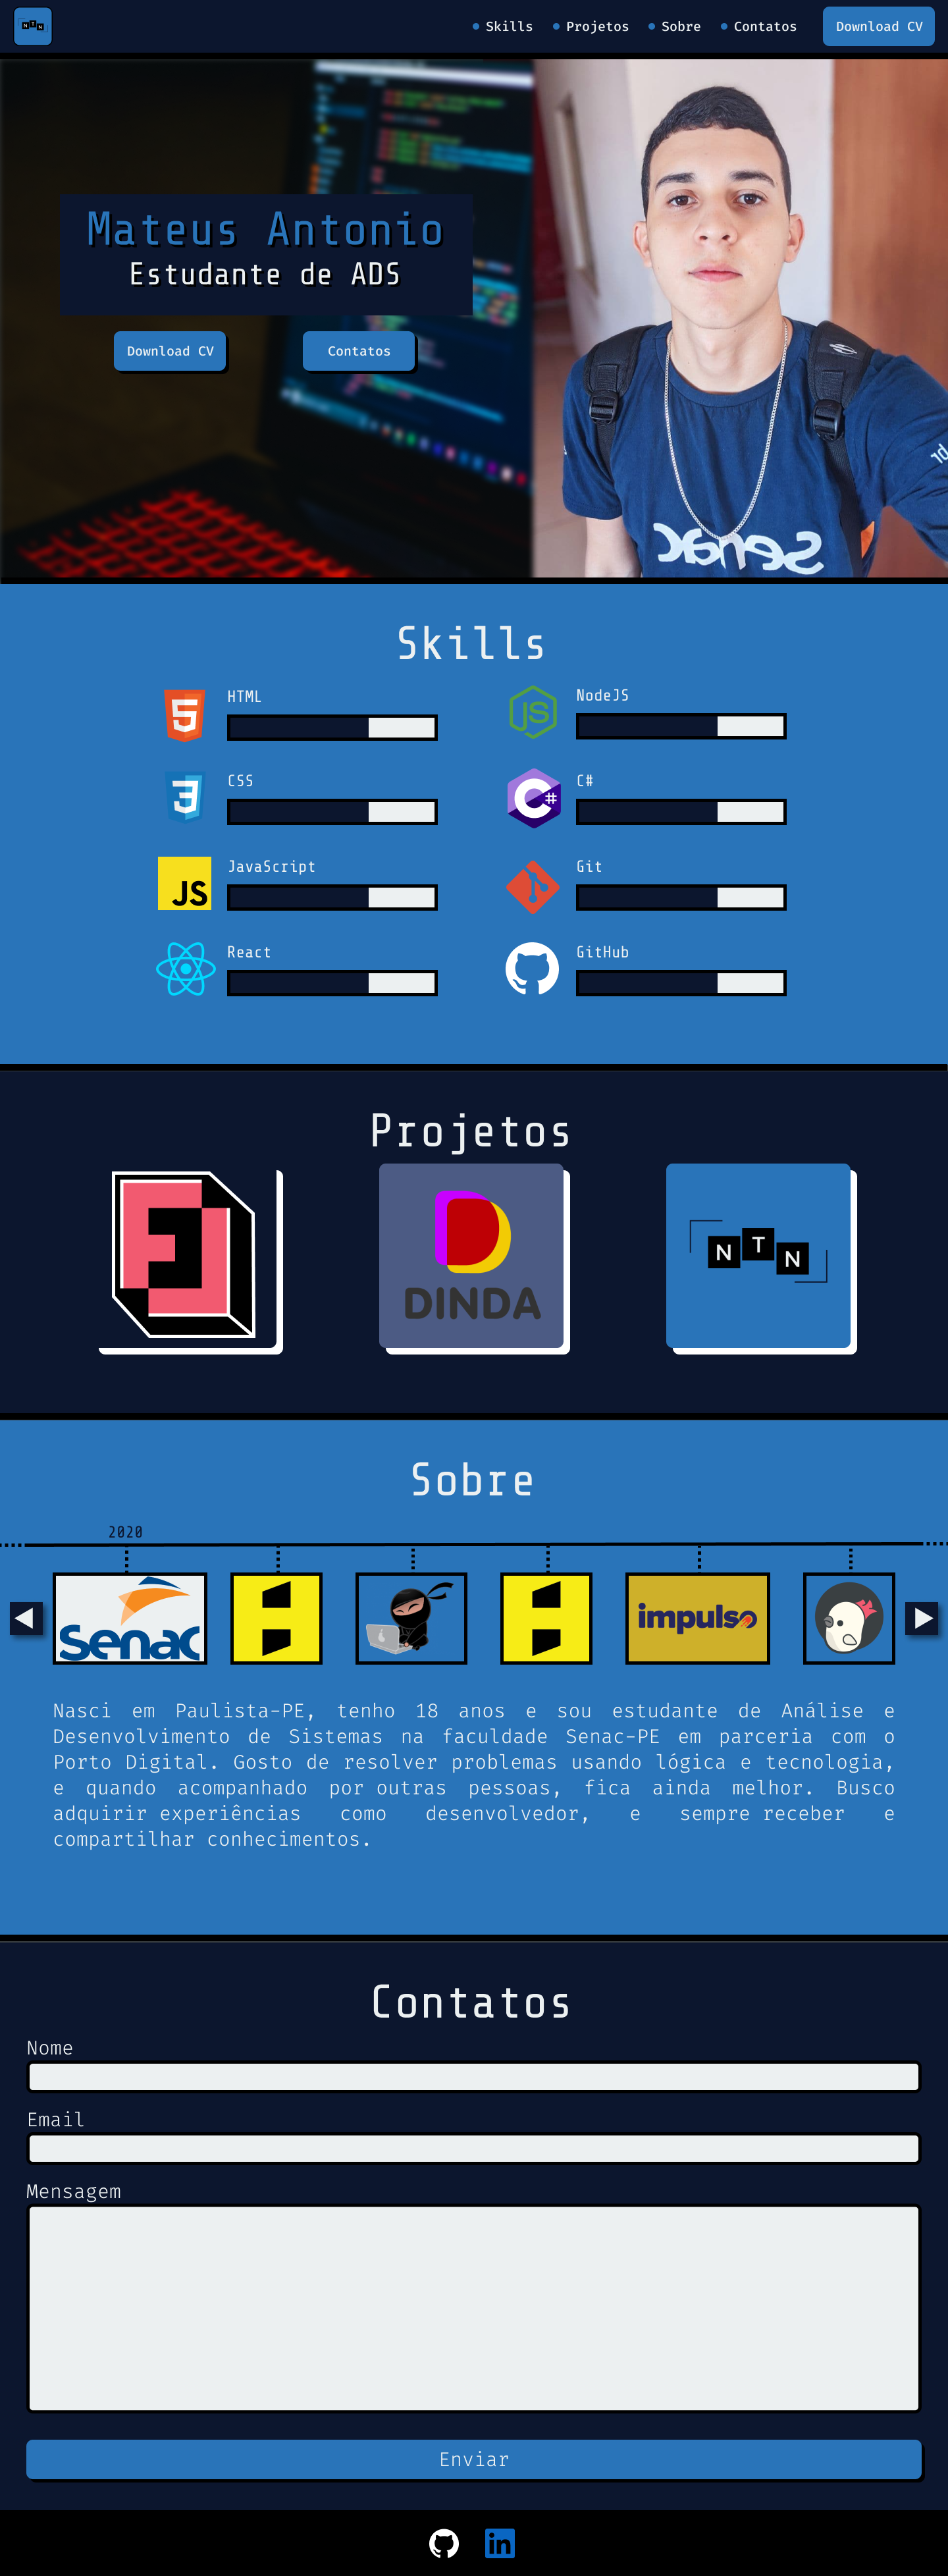 N T N
Skills
Projetos
Sobre
Contatos
Download CV
Mateus Antonio
Estudante de ADS
Download CV
Contatos
Senac
Skills
HTML
NodeJS
CSS
C#
JS
JavaScript
Git
React
GitHub
Projetos
DINDA
N T N
Sobre
2020
Senac
impulso
Nasci em Paulista-PE, tenho 18 anos e sou estudante de Análise e
Desenvolvimento de Sistemas na faculdade Senac-PE em parceria com o
Porto Digital. Gosto de resolver problemas usando lógica e tecnologia,
e quando acompanhado por outras pessoas, fica ainda melhor. Busco
adquirir experiências como desenvolvedor, e sempre receber e
compartilhar conhecimentos.
Contatos
Nome
Email
Mensagem
Enviar
in